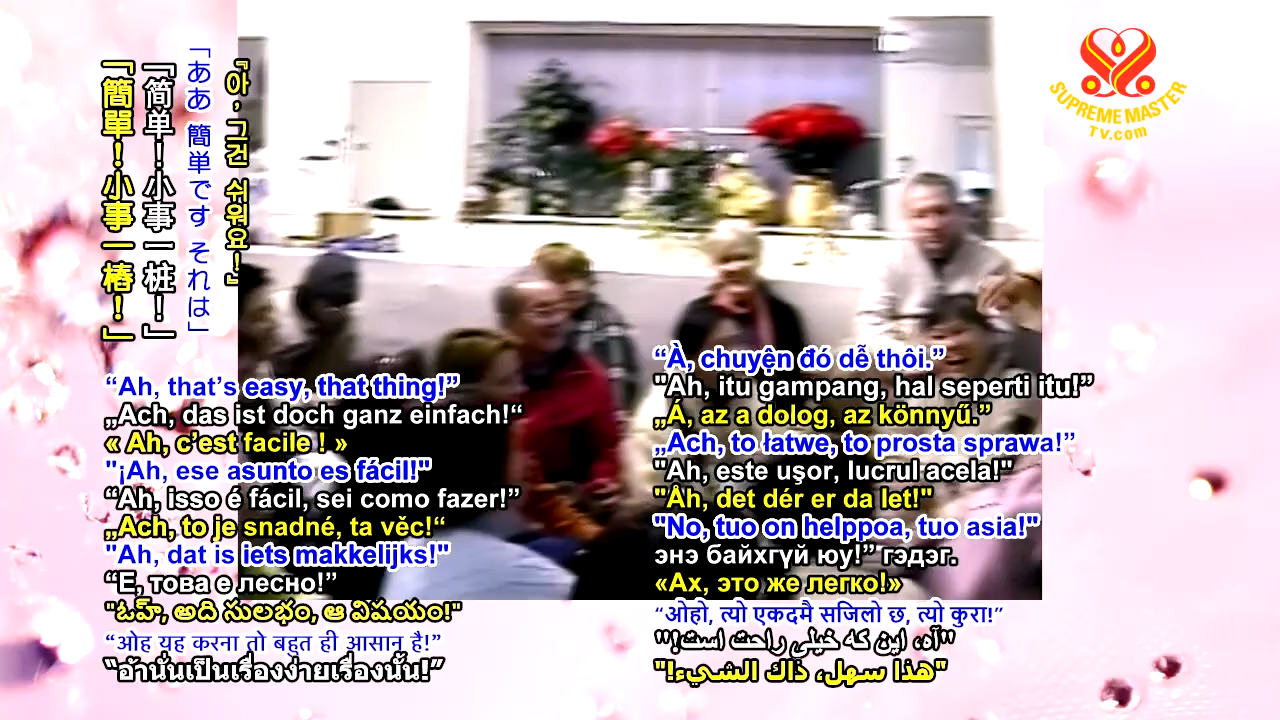 「簡單！小事一樁！」
「简单！小事一桩！」
「ああ 簡単です それは」
『아, 그건 쉬워요!』
SUPREME MASTER
TV.com
“Ah, that’s easy, that thing!”
„Ach, das ist doch ganz einfach!“
« Ah, c’est facile ! »
"¡Ah, ese asunto es fácil!"
“Ah, isso é fácil, sei como fazer!”
„Ach, to je snadné, ta věc!“
"Ah, dat is iets makkelijks!"
“Е, това е лесно!”
"ఓహ్, అది సులభం, ఆ విషయం!"
“ओह यह करना तो बहुत ही आसान है!”
“อ๋านั่นเป็นเรื่องง่ายเรื่องนั้น!”
“À, chuyện đó dễ thôi.”
"Ah, itu gampang, hal seperti itu!”
„Á, az a dolog, az könnyű.”
„Ach, to łatwe, to prosta sprawa!”
"Ah, este uşor, lucrul acela!"
"Åh, det dér er da let!"
"No, tuo on helppoa, tuo asia!"
энэ байхгүй юу!” гэдэг.
«Ах, это же легко!»
“ओहो, त्यो एकदमै सजिलो छ, त्यो कुरा!”
"آه، این که خیلی راحت است!"
"هذا سهل، ذاك الشيء!"